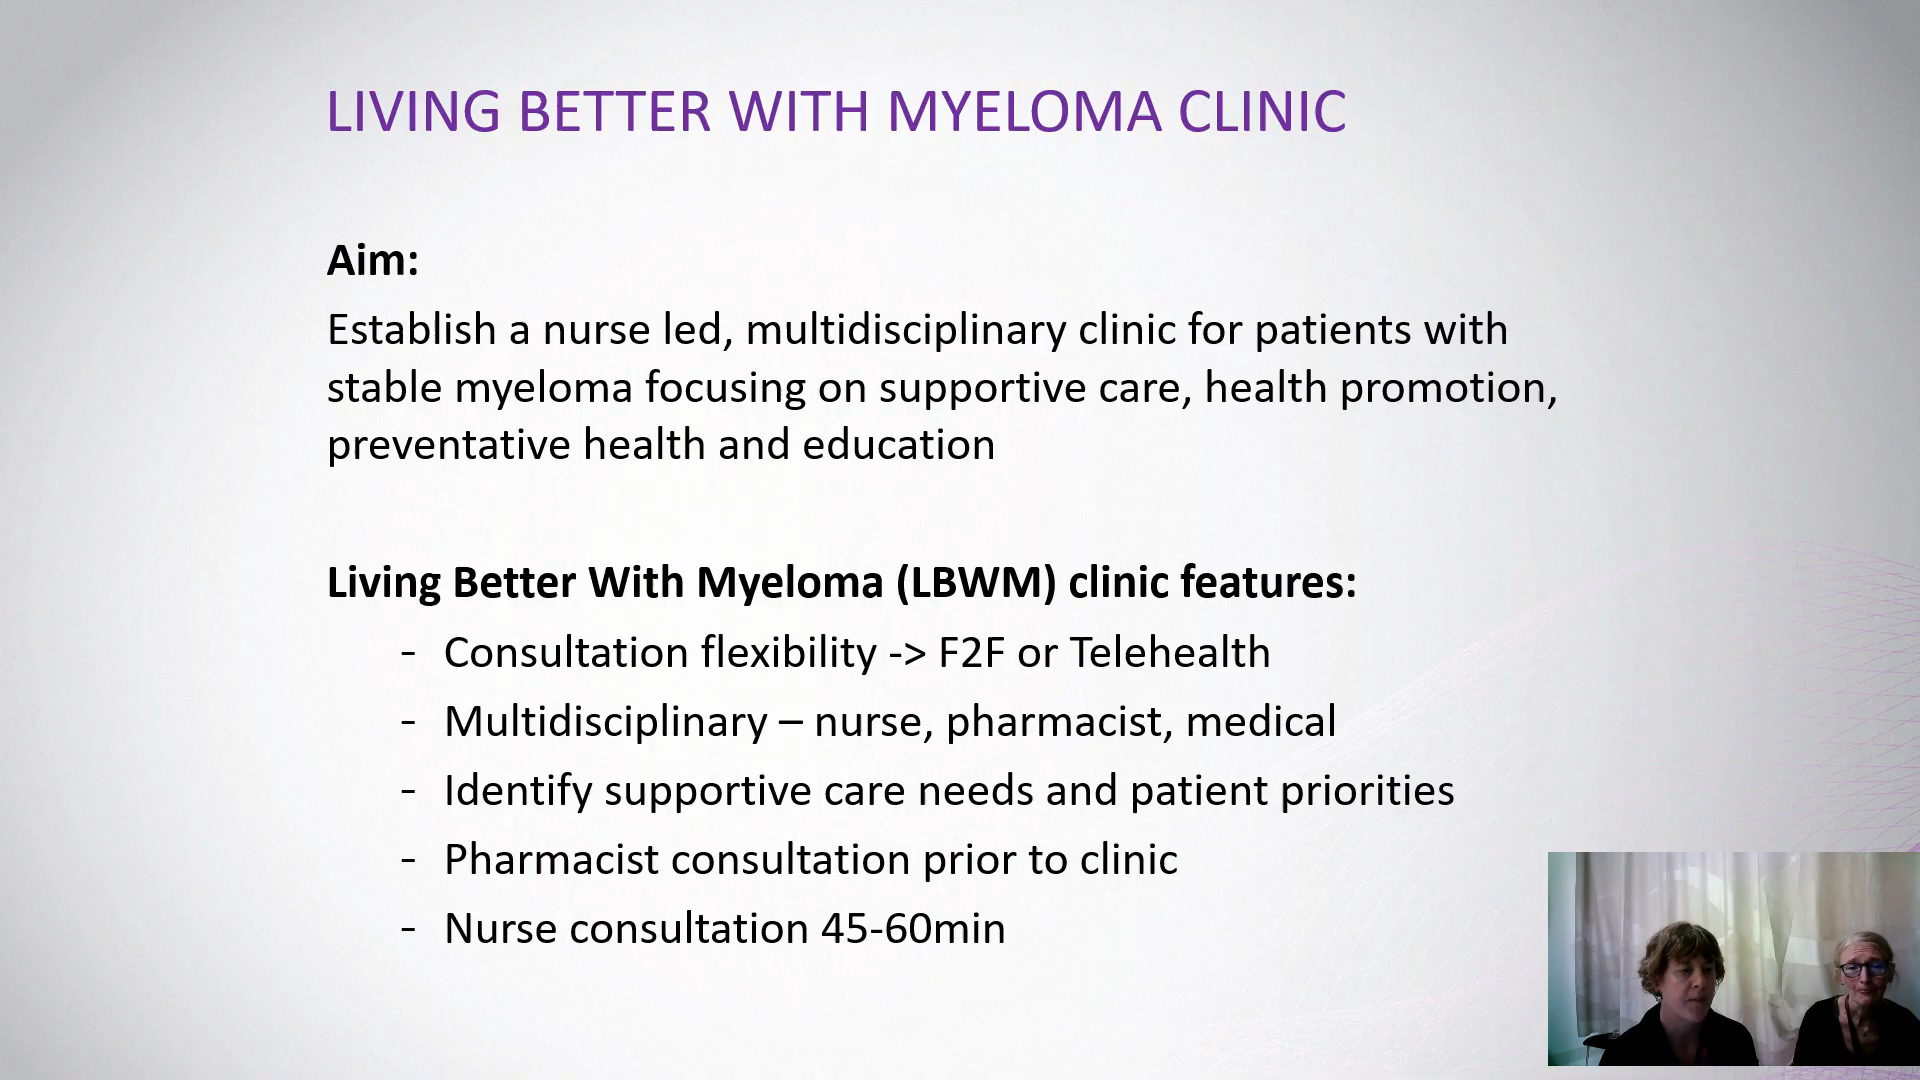 LIVING BETTER WITH MYELOMA CLINIC
Aim:
Establish a nurse led, multidisciplinary clinic for patients with
stable myeloma focusing on supportive care, health promotion,
preventative health and education
Living Better With Myeloma (LBWM) clinic features:
- Consultation flexibility -> F2F or Telehealth
- Multidisciplinary – nurse, pharmacist, medical
- Identify supportive care needs and patient priorities
- Pharmacist consultation prior to clinic
- Nurse consultation 45-60min